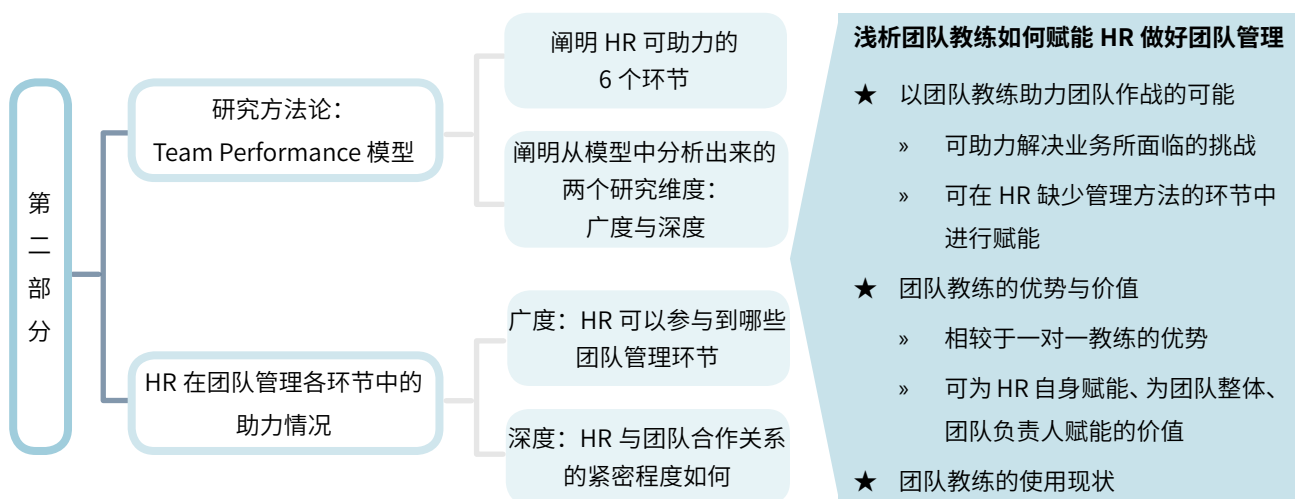 第
二
部
分
研究方法论：
Team Performance 模型
阐明 HR 可助力的
6 个环节
阐明从模型中分析出来的
两个研究维度：
广度与深度
HR 在团队管理各环节中的
助力情况
广度：HR 可以参与到哪些
团队管理环节
深度：HR 与团队合作关系
的紧密程度如何
浅析团队教练如何赋能 HR 做好团队管理
★ 以团队教练助力团队作战的可能
» 可助力解决业务所面临的挑战
» 可在 HR 缺少管理方法的环节中
进行赋能
★ 团队教练的优势与价值
» 相较于一对一教练的优势
» 可为 HR 自身赋能、为团队整体、
团队负责人赋能的价值
★ 团队教练的使用现状